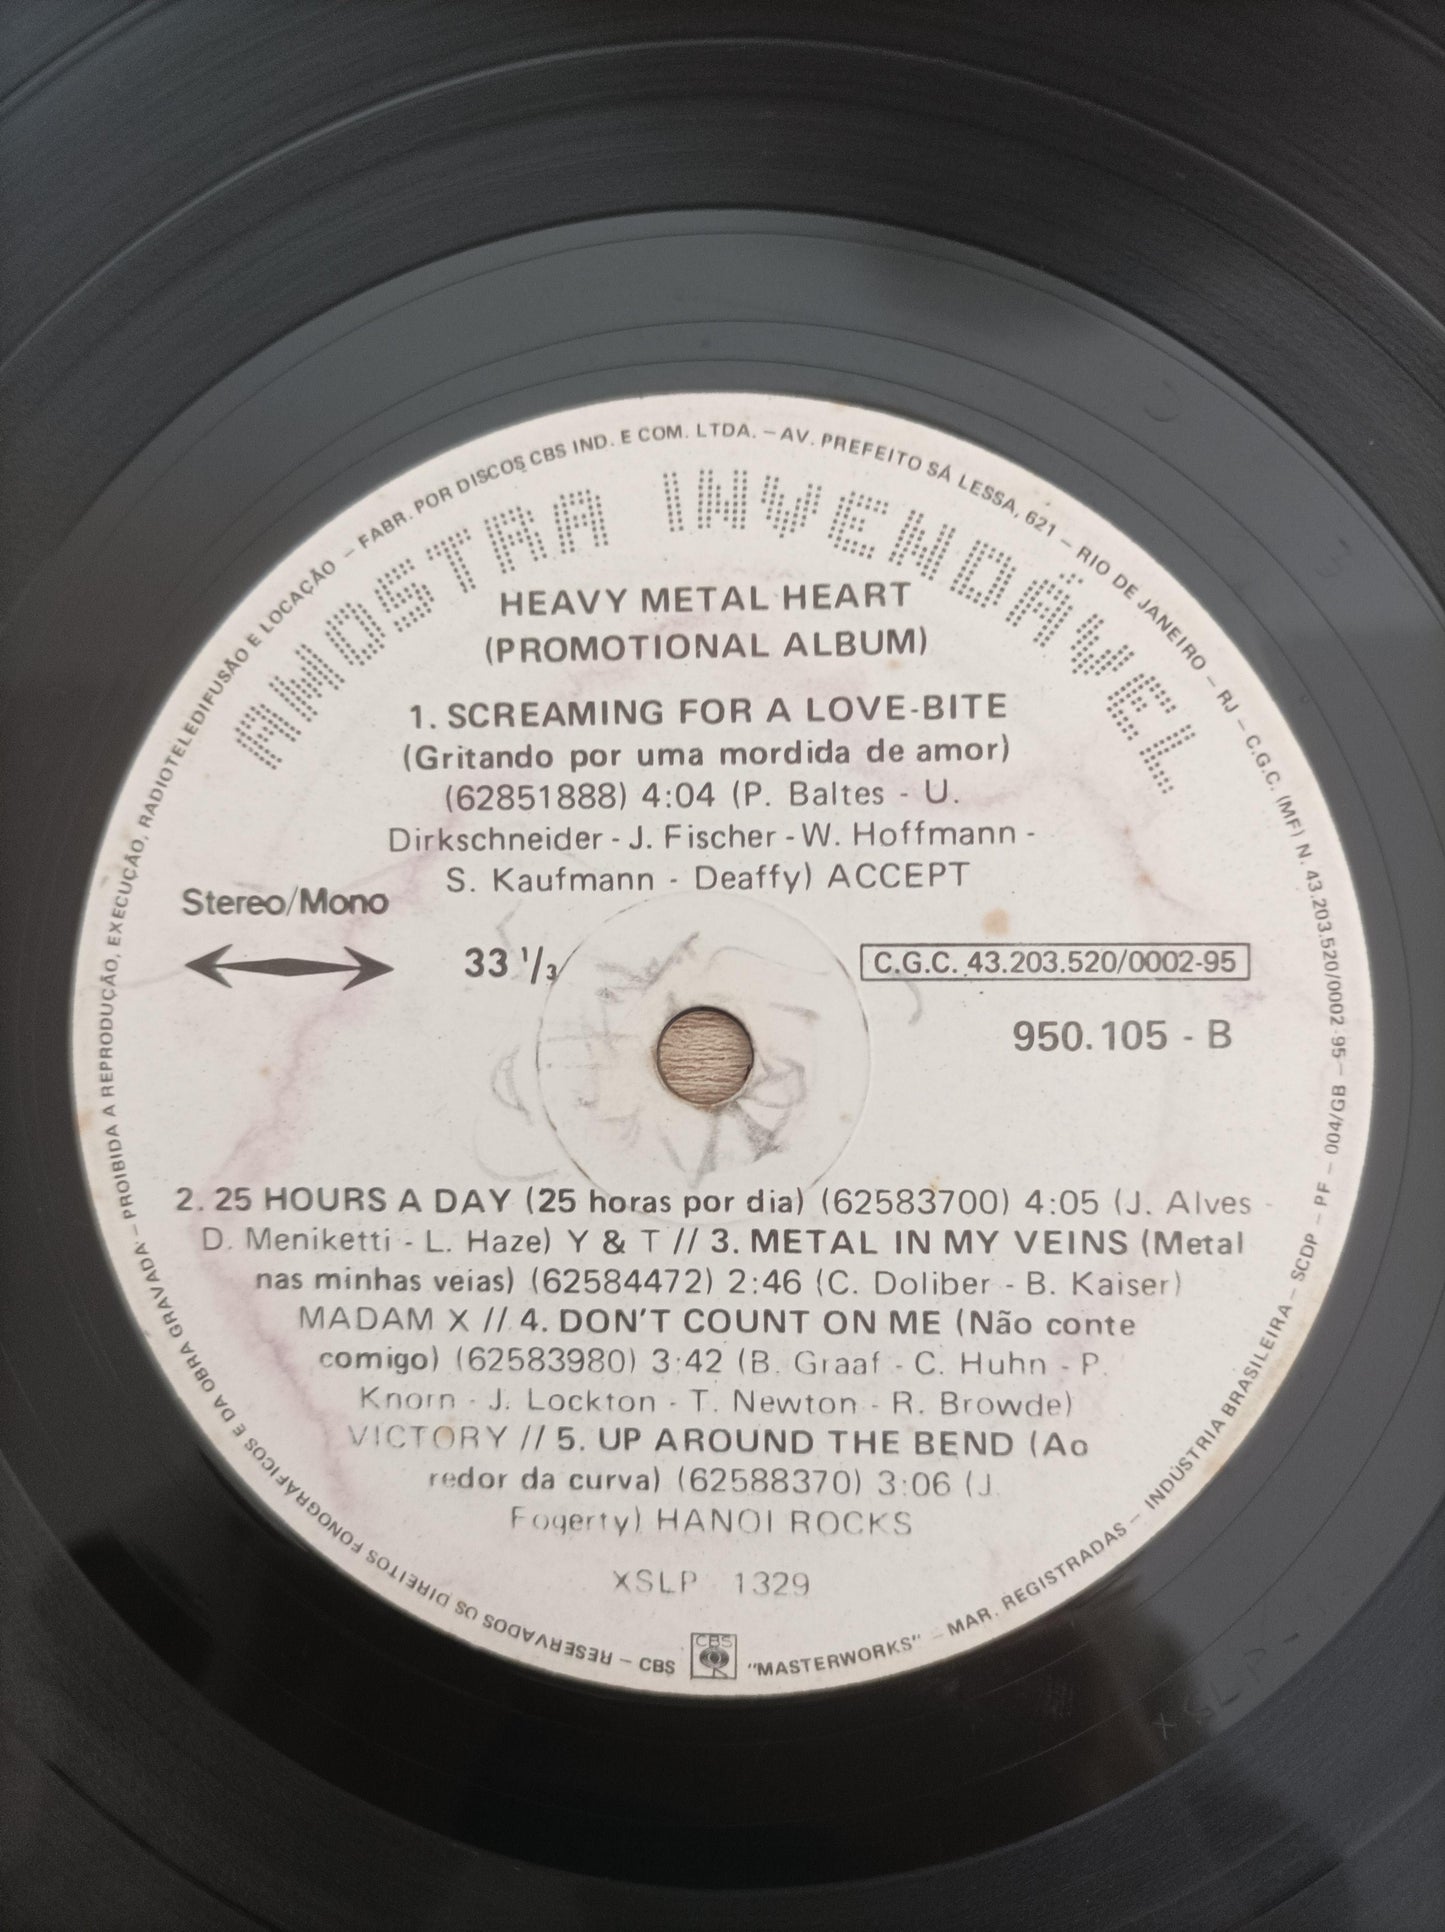 PROIBIDA A REPRODUÇÃO, EXECUÇÃO, RADIOTELEDIFUSÃO E LOCAÇÃO – FABR. POR DISCOS CBS IND. E COM. LTDA. – AV. PREFEITO SÁ LESSA, 621 – RIO DE JANEIRO – RJ – C.G.C. (MF) N. 43.203.520/0002-95 – 004/GB – PF – SCDP – INDÚSTRIA BRASILEIRA –
AMOSTRA INVENDÁVEL
HEAVY METAL HEART
(PROMOTIONAL ALBUM)
1. SCREAMING FOR A LOVE-BITE
(Gritando por uma mordida de amor)
(62851888) 4:04 (P. Baltes - U.
Dirkschneider - J. Fischer - W. Hoffmann -
S. Kaufmann - Deaffy) ACCEPT
Stereo/Mono
33 1/3
C.G.C. 43.203.520/0002-95
950.105 - B
2. 25 HOURS A DAY (25 horas por dia) (62583700) 4:05 (J. Alves -
D. Meniketti - L. Haze) Y & T // 3. METAL IN MY VEINS (Metal
nas minhas veias) (62584472) 2:46 (C. Doliber - B. Kaiser)
MADAM X // 4. DON'T COUNT ON ME (Não conte
comigo) (62583980) 3:42 (B. Graaf - C. Huhn - P.
Knorn - J. Lockton - T. Newton - R. Browde)
VICTORY // 5. UP AROUND THE BEND (Ao
redor da curva) (62588370) 3:06 (J.
Fogerty) HANOI ROCKS
XSLP 1329
RESERVADOS OS DIREITOS FONOGRÁFICOS E DA OBRA GRAVADA –
– CBS
CBS
"MASTERWORKS" – MAR. REGISTRADAS –